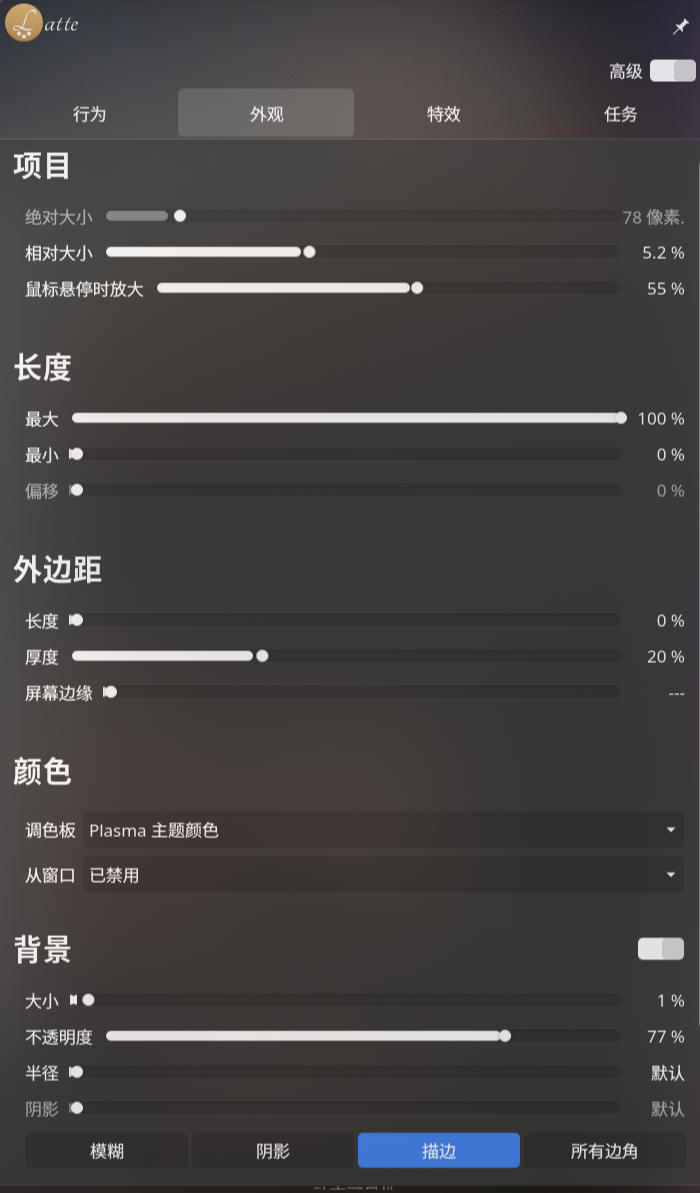 Latte
高级
行为 外观 特效 任务
项目
绝对大小 78 像素.
相对大小 5.2 %
鼠标悬停时放大 55 %
长度
最大 100 %
最小 0 %
偏移 0 %
外边距
长度 0 %
厚度 20 %
屏幕边缘 ---
颜色
调色板 Plasma 主题颜色
从窗口 已禁用
背景
大小 1 %
不透明度 77 %
半径 默认
阴影 默认
模糊 阴影 描边 所有边角